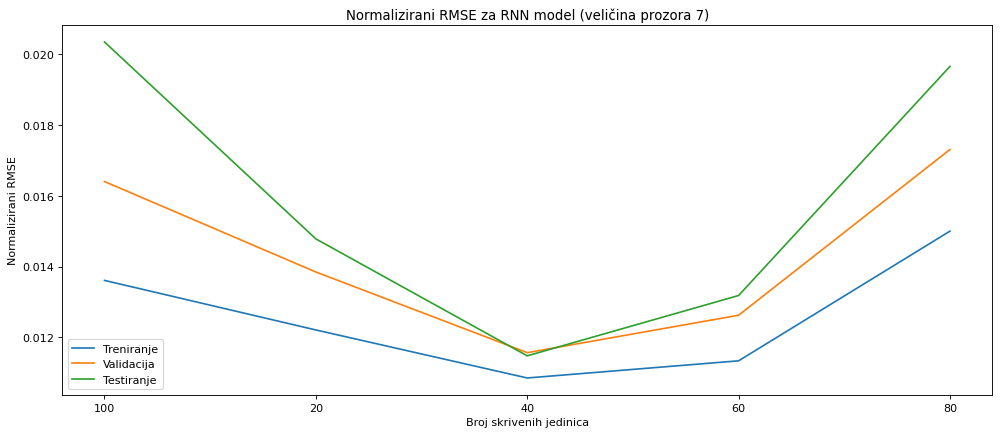 Normalizirani RMSE za RNN model (veličina prozora 7)
Normalizirani RMSE
0.020
0.018
0.016
0.014
0.012
Treniranje
Validacija
Testiranje
100 20 40 60 80
Broj skrivenih jedinica